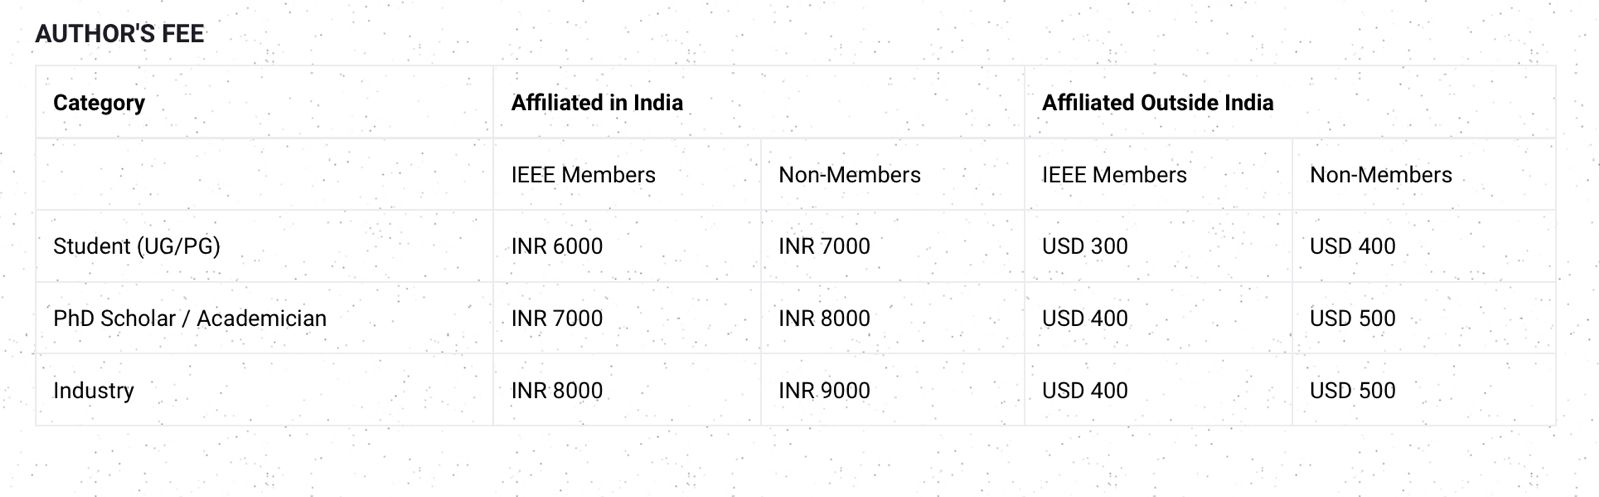 AUTHOR'S FEE
Category Affiliated in India Affiliated Outside India
IEEE Members Non-Members IEEE Members Non-Members
Student (UG/PG) INR 6000 INR 7000 USD 300 USD 400
PhD Scholar / Academician INR 7000 INR 8000 USD 400 USD 500
Industry INR 8000 INR 9000 USD 400 USD 500